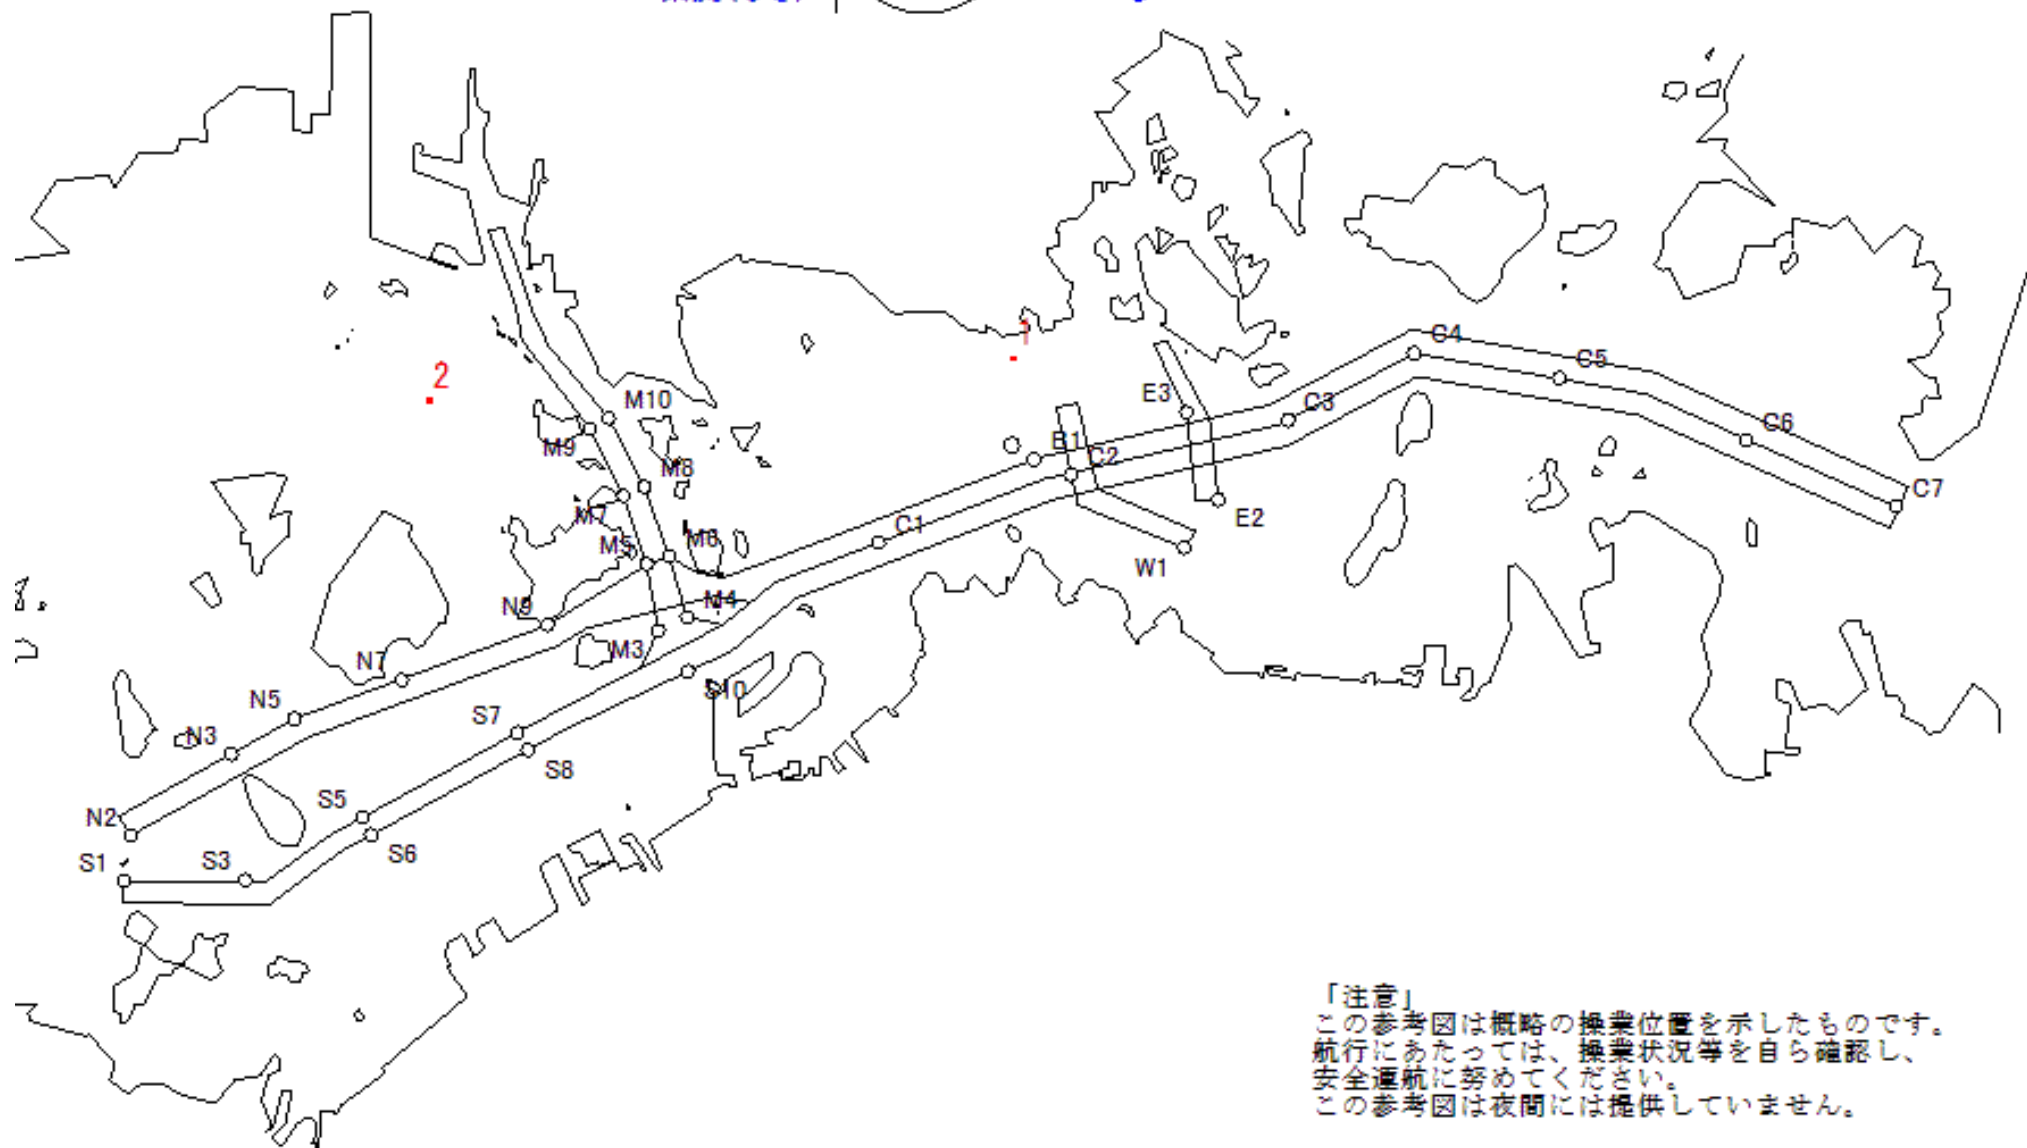 1
2
C4
C5
M10
E3
C3
C6
M9
B1
M8
C2
C7
M7
E2
C1
M5
M6
W1
N9
M4
M3
N7
S10
N5
S7
N3
S8
S5
N2
S6
S1
S3
「注意」
この参考図は概略の操業位置を示したものです。
航行にあたっては、操業状況等を自ら確認し、
安全運航に努めてください。
この参考図は夜間には提供していません。